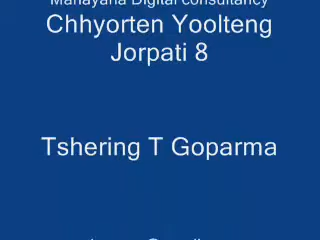 Mahayana Digital consultancy
Chhyorten Yoolteng
Jorpati 8
Tshering T Goparma